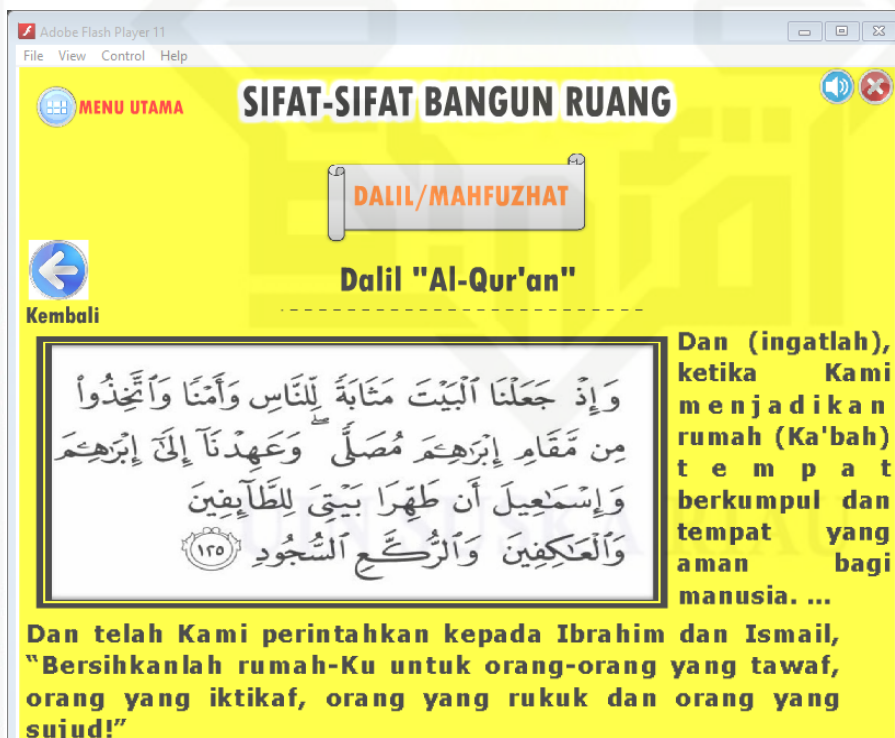 Adobe Flash Player 11
File View Control Help
MENU UTAMA
SIFAT-SIFAT BANGUN RUANG
DALIL/MAHFUZHAT
Kembali
Dalil "Al-Qur'an"
وَإِذْ جَعَلْنَا ٱلْبَيْتَ مَثَابَةً لِّلنَّاسِ وَأَمْنًا وَٱتَّخِذُوا۟
مِن مَّقَامِ إِبْرَٰهِـۧمَ مُصَلًّى ۖ وَعَهِدْنَآ إِلَىٰٓ إِبْرَٰهِـۧمَ
وَإِسْمَـٰعِيلَ أَن طَهِّرَا بَيْتِىَ لِلطَّآئِفِينَ
وَٱلْعَـٰكِفِينَ وَٱلرُّكَّعِ ٱلسُّجُودِ ١٢٥
Dan (ingatlah),
ketika Kami
menjadikan
rumah (Ka'bah)
tempat
berkumpul dan
tempat yang
aman bagi
manusia. ...
Dan telah Kami perintahkan kepada Ibrahim dan Ismail,
“Bersihkanlah rumah-Ku untuk orang-orang yang tawaf,
orang yang iktikaf, orang yang rukuk dan orang yang
sujud!”
UIN SUSKA RIAU